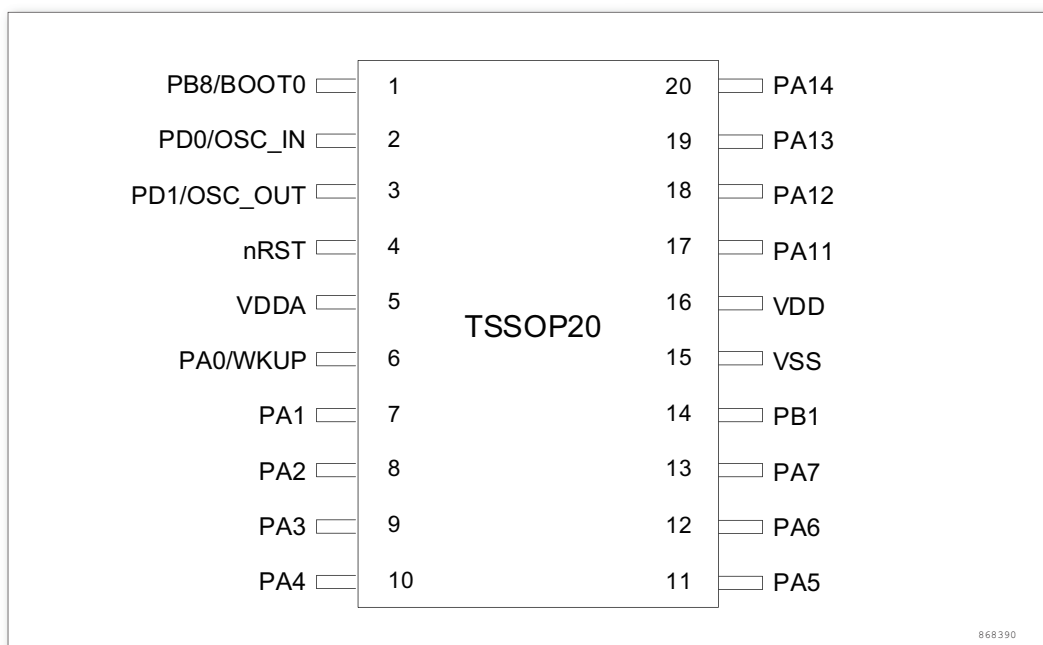 PB8/BOOT0 1 20 PA14
PD0/OSC_IN 2 19 PA13
PD1/OSC_OUT 3 18 PA12
nRST 4 17 PA11
VDDA 5 16 VDD
TSSOP20
PA0/WKUP 6 15 VSS
PA1 7 14 PB1
PA2 8 13 PA7
PA3 9 12 PA6
PA4 10 11 PA5
868390